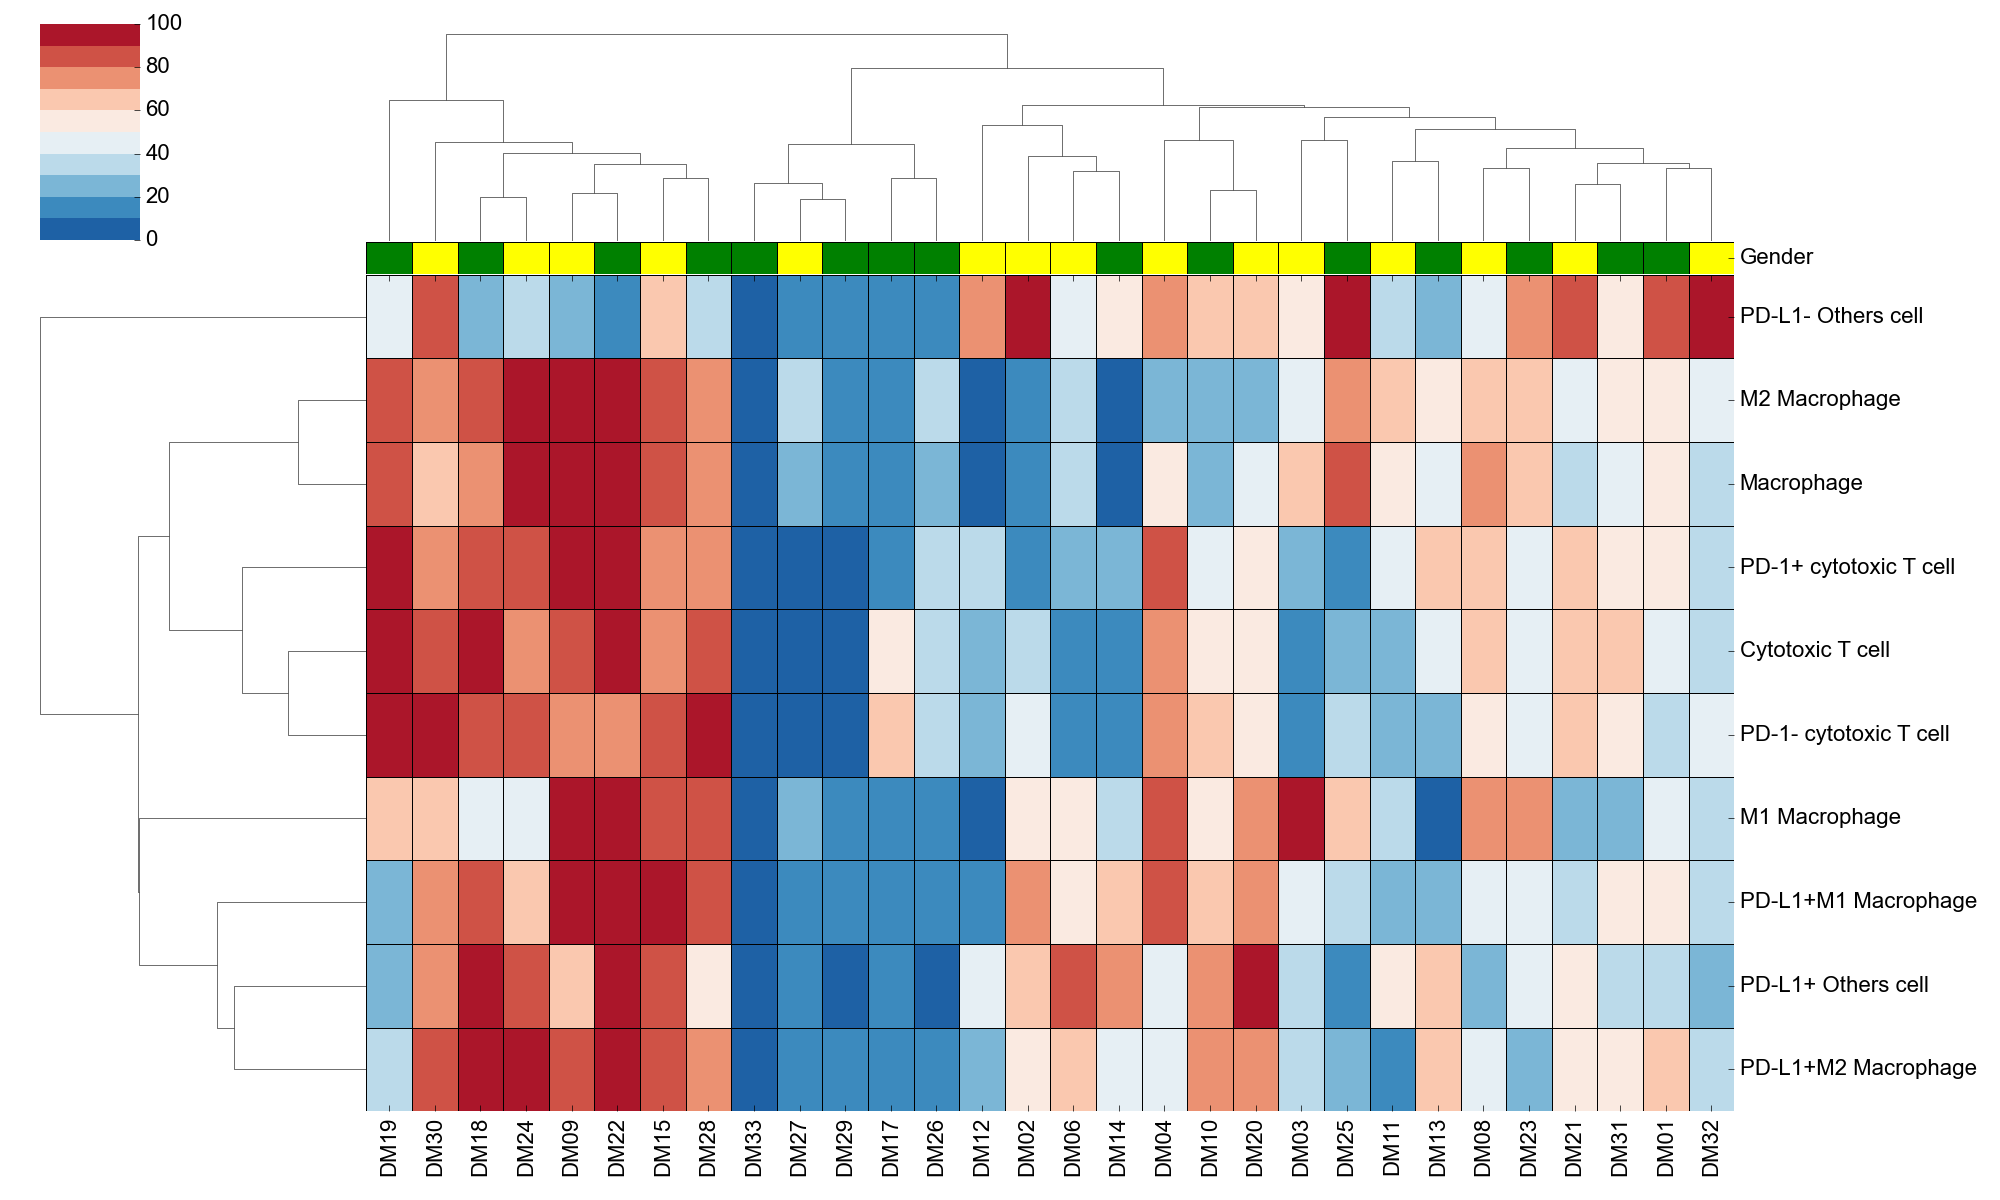 100
80
60
40
20
0
Gender
PD-L1- Others cell
M2 Macrophage
Macrophage
PD-1+ cytotoxic T cell
Cytotoxic T cell
PD-1- cytotoxic T cell
M1 Macrophage
PD-L1+M1 Macrophage
PD-L1+ Others cell
PD-L1+M2 Macrophage
DM19
DM30
DM18
DM24
DM09
DM22
DM15
DM28
DM33
DM27
DM29
DM17
DM26
DM12
DM02
DM06
DM14
DM04
DM10
DM20
DM03
DM25
DM11
DM13
DM08
DM23
DM21
DM31
DM01
DM32